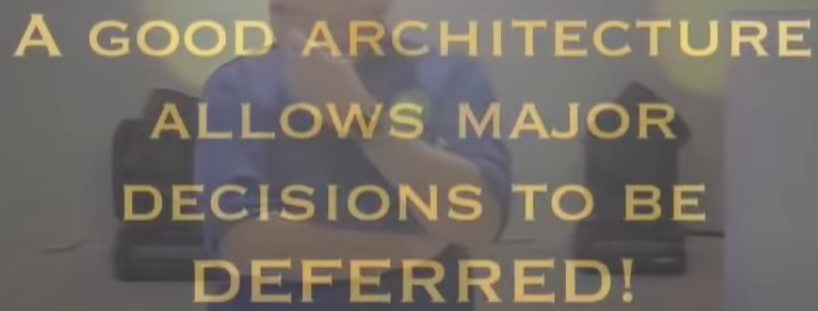 A GOOD ARCHITECTURE
ALLOWS MAJOR
DECISIONS TO BE
DEFERRED!